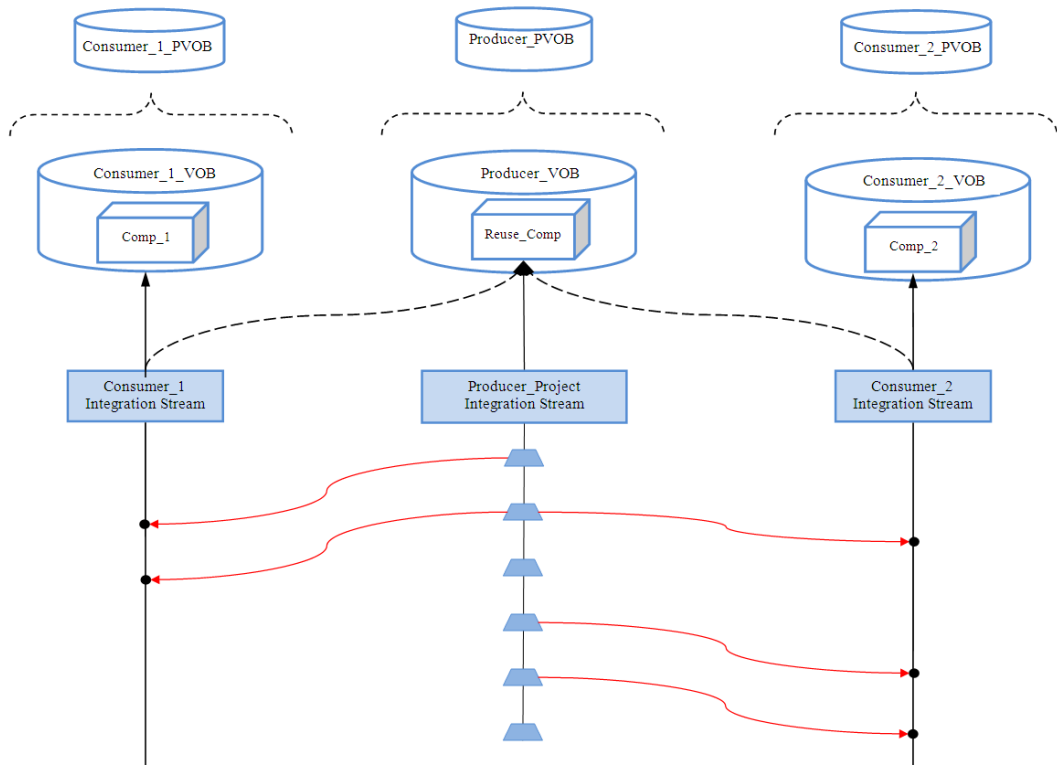 Consumer_1_PVOB
Producer_PVOB
Consumer_2_PVOB
Consumer_1_VOB
Producer_VOB
Consumer_2_VOB
Comp_1
Reuse_Comp
Comp_2
Consumer_1
Integration Stream
Producer_Project
Integration Stream
Consumer_2
Integration Stream